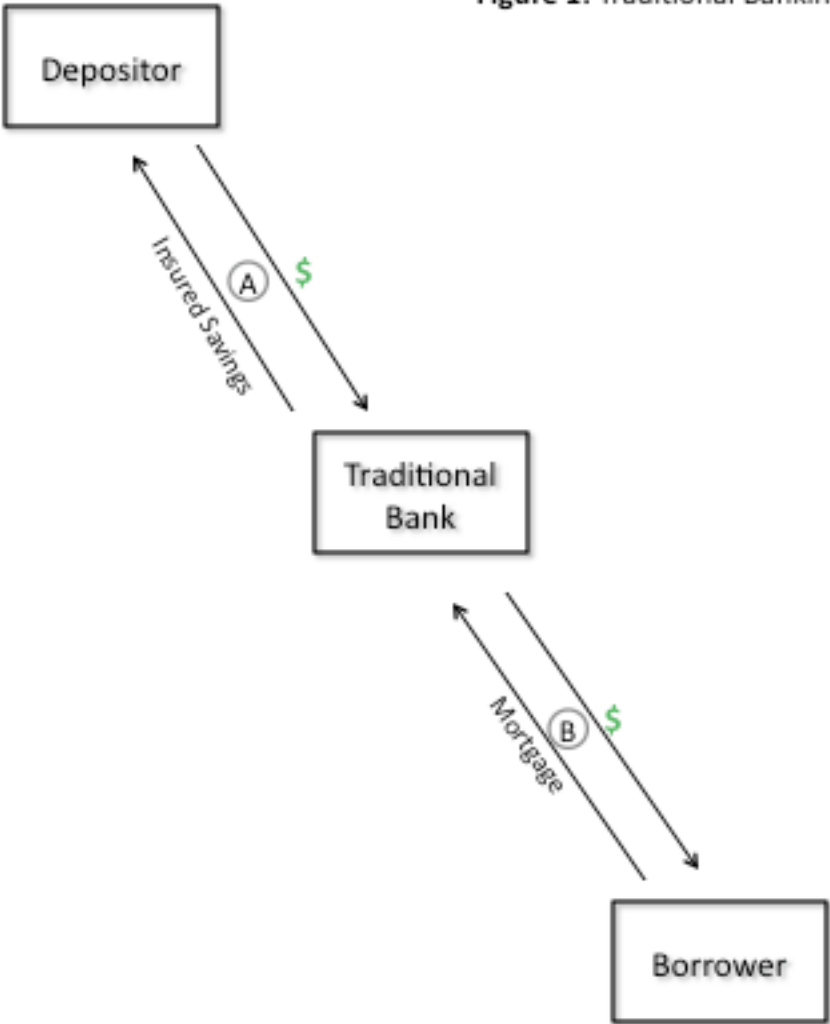 Figure 1: Traditional Bankin
Depositor
Insured Savings
A
$
Traditional
Bank
Mortgage
B
$
Borrower